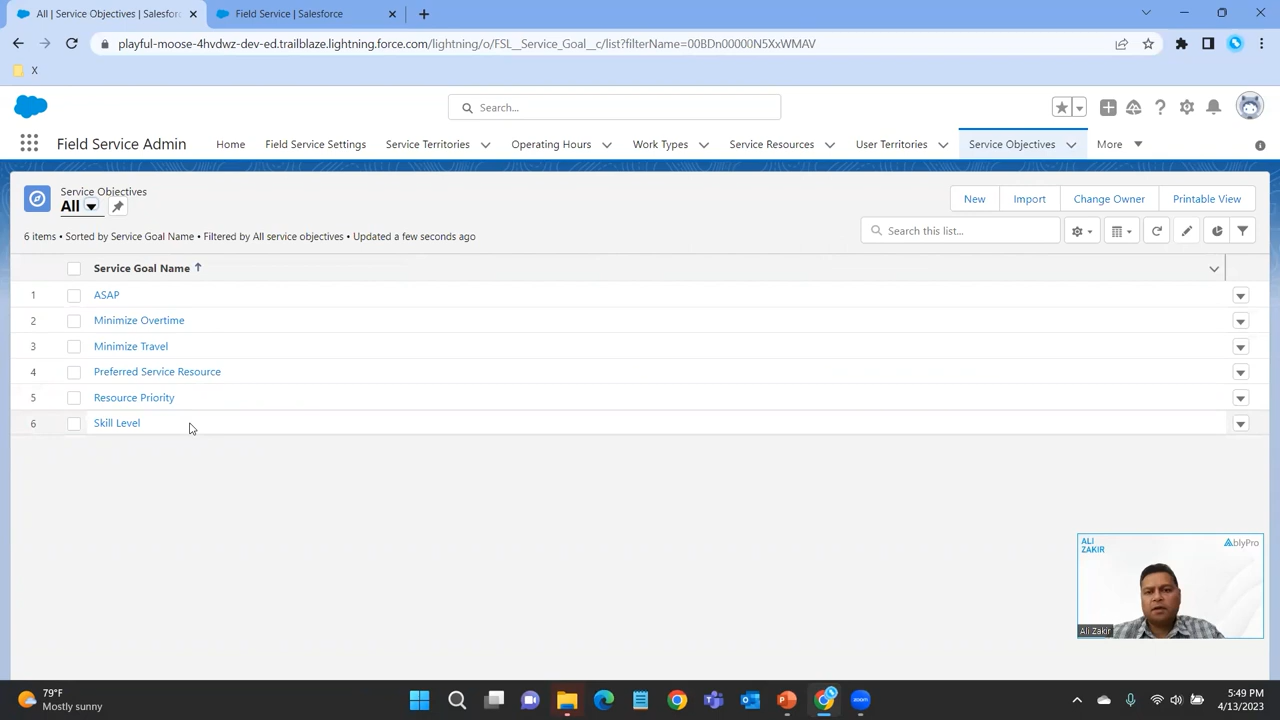 All | Service Objectives | Salesforc
Field Service | Salesforce
playful-moose-4hvdwz-dev-ed.trailblaze.lightning.force.com/lightning/o/FSL__Service_Goal__c/list?filterName=00BDn00000N5XxWMAV
X
Search...
Field Service Admin
Home
Field Service Settings
Service Territories
Operating Hours
Work Types
Service Resources
User Territories
Service Objectives
More
Service Objectives
All
New
Import
Change Owner
Printable View
6 items • Sorted by Service Goal Name • Filtered by All service objectives • Updated a few seconds ago
Search this list...
Service Goal Name
1 ASAP
2 Minimize Overtime
3 Minimize Travel
4 Preferred Service Resource
5 Resource Priority
6 Skill Level
ALI
ZAKIR
AblyPro
Ali Zakir
79°F
Mostly sunny
zoom
5:49 PM
4/13/2023